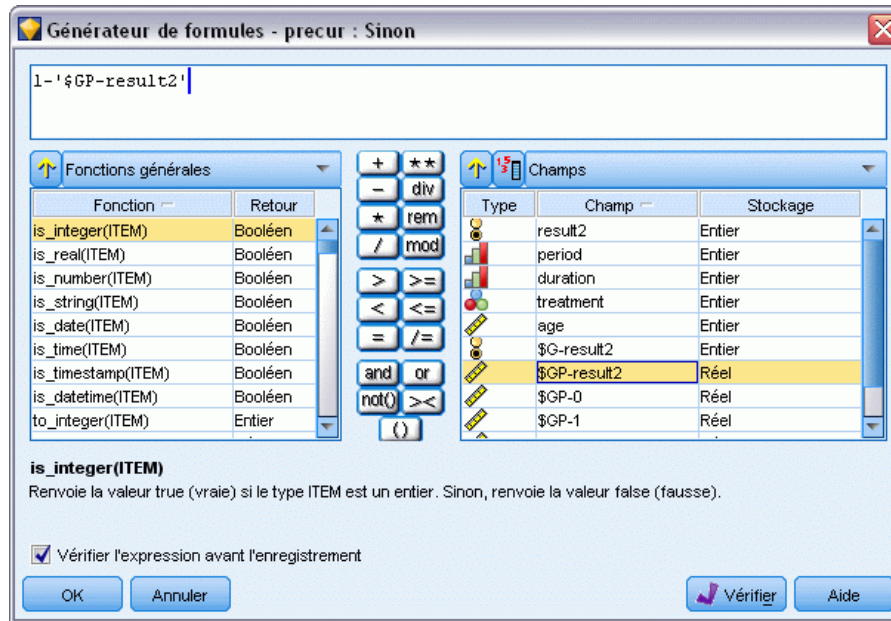 Générateur de formules - precur : Sinon
1-'$GP-result2'
Fonctions générales
Fonction Retour
is_integer(ITEM) Booléen
is_real(ITEM) Booléen
is_number(ITEM) Booléen
is_string(ITEM) Booléen
is_date(ITEM) Booléen
is_time(ITEM) Booléen
is_timestamp(ITEM) Booléen
is_datetime(ITEM) Booléen
to_integer(ITEM) Entier
+ **
- div
* rem
/ mod
> >=
< <=
= /=
and or
not() ><
()
Champs
Type Champ Stockage
result2 Entier
period Entier
duration Entier
treatment Entier
age Entier
$G-result2 Entier
$GP-result2 Réel
$GP-0 Réel
$GP-1 Réel
is_integer(ITEM)
Renvoie la valeur true (vraie) si le type ITEM est un entier. Sinon, renvoie la valeur false (fausse).
Vérifier l'expression avant l'enregistrement
OK Annuler Vérifier Aide